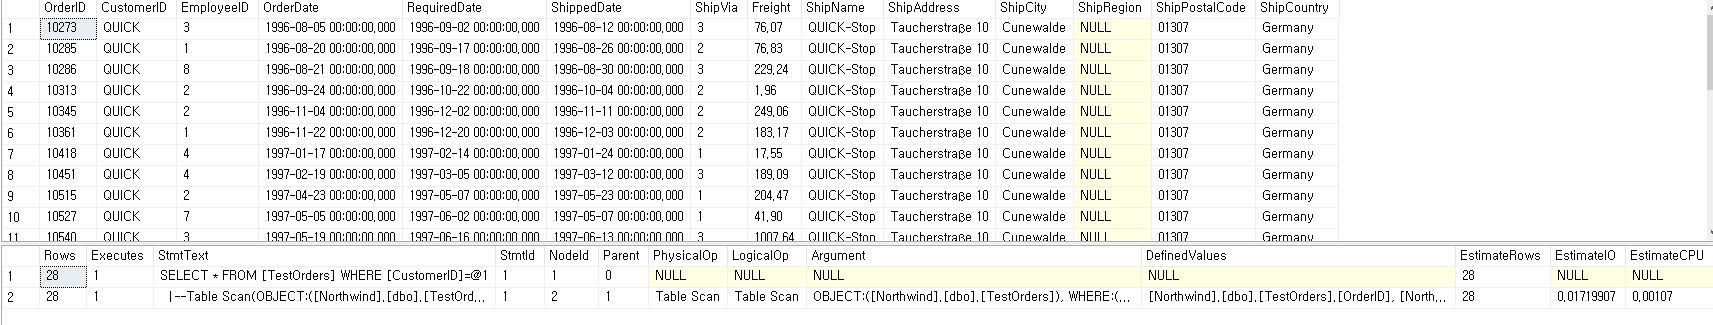 OrderID CustomerID EmployeeID OrderDate RequiredDate ShippedDate ShipVia Freight ShipName ShipAddress ShipCity ShipRegion ShipPostalCode ShipCountry
1 10273 QUICK 3 1996-08-05 00:00:00,000 1996-09-02 00:00:00,000 1996-08-12 00:00:00,000 3 76,07 QUICK-Stop Taucherstraße 10 Cunewalde NULL 01307 Germany
2 10285 QUICK 1 1996-08-20 00:00:00,000 1996-09-17 00:00:00,000 1996-08-26 00:00:00,000 2 76,83 QUICK-Stop Taucherstraße 10 Cunewalde NULL 01307 Germany
3 10286 QUICK 8 1996-08-21 00:00:00,000 1996-09-18 00:00:00,000 1996-08-30 00:00:00,000 3 229,24 QUICK-Stop Taucherstraße 10 Cunewalde NULL 01307 Germany
4 10313 QUICK 2 1996-09-24 00:00:00,000 1996-10-22 00:00:00,000 1996-10-04 00:00:00,000 2 1,96 QUICK-Stop Taucherstraße 10 Cunewalde NULL 01307 Germany
5 10345 QUICK 2 1996-11-04 00:00:00,000 1996-12-02 00:00:00,000 1996-11-11 00:00:00,000 2 249,06 QUICK-Stop Taucherstraße 10 Cunewalde NULL 01307 Germany
6 10361 QUICK 1 1996-11-22 00:00:00,000 1996-12-20 00:00:00,000 1996-12-03 00:00:00,000 2 183,17 QUICK-Stop Taucherstraße 10 Cunewalde NULL 01307 Germany
7 10418 QUICK 4 1997-01-17 00:00:00,000 1997-02-14 00:00:00,000 1997-01-24 00:00:00,000 1 17,55 QUICK-Stop Taucherstraße 10 Cunewalde NULL 01307 Germany
8 10451 QUICK 4 1997-02-19 00:00:00,000 1997-03-05 00:00:00,000 1997-03-12 00:00:00,000 3 189,09 QUICK-Stop Taucherstraße 10 Cunewalde NULL 01307 Germany
9 10515 QUICK 2 1997-04-23 00:00:00,000 1997-05-07 00:00:00,000 1997-05-23 00:00:00,000 1 204,47 QUICK-Stop Taucherstraße 10 Cunewalde NULL 01307 Germany
10 10527 QUICK 7 1997-05-05 00:00:00,000 1997-06-02 00:00:00,000 1997-05-07 00:00:00,000 1 41,90 QUICK-Stop Taucherstraße 10 Cunewalde NULL 01307 Germany
11 10540 QUICK 3 1997-05-19 00:00:00,000 1997-06-16 00:00:00,000 1997-06-13 00:00:00,000 3 1007,64 QUICK-Stop Taucherstraße 10 Cunewalde NULL 01307 Germany
Rows Executes StmtText StmtId NodeId Parent PhysicalOp LogicalOp Argument DefinedValues EstimateRows EstimateIO EstimateCPU
1 28 1 SELECT * FROM [TestOrders] WHERE [CustomerID]=@1 1 1 0 NULL NULL NULL NULL 28 NULL NULL
2 28 1 |--Table Scan(OBJECT:([Northwind],[dbo],[TestOrd,,, 1 2 1 Table Scan Table Scan OBJECT:([Northwind],[dbo],[TestOrders]), WHERE:(,,, [Northwind],[dbo],[TestOrders],[OrderID], [North,,, 28 0,01719907 0,00107